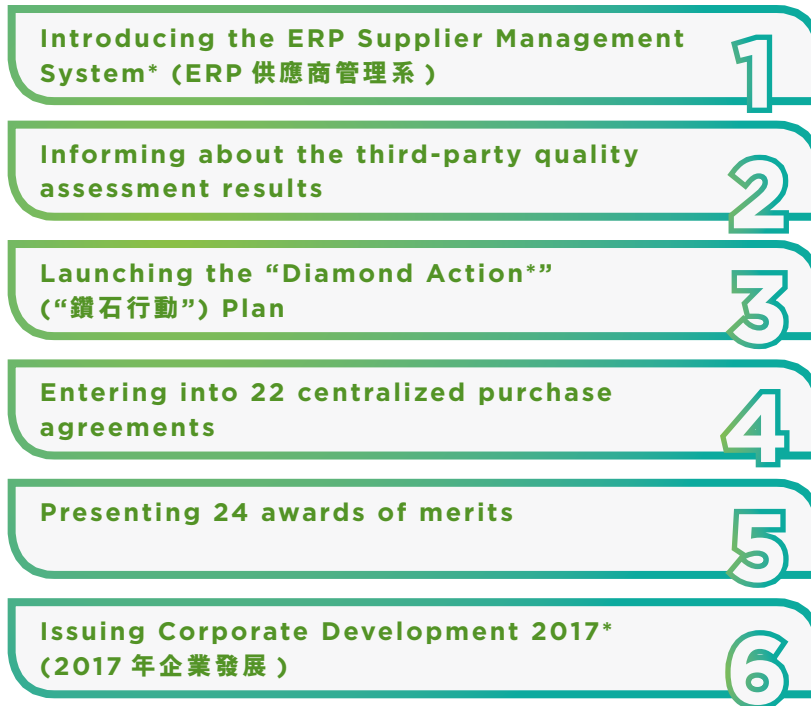 Introducing the ERP Supplier Management
System* (ERP 供應商管理系 )
1
Informing about the third-party quality
assessment results
2
Launching the “Diamond Action*”
(“鑽石行動”) Plan
3
Entering into 22 centralized purchase
agreements
4
Presenting 24 awards of merits
5
Issuing Corporate Development 2017*
(2017 年企業發展 )
6